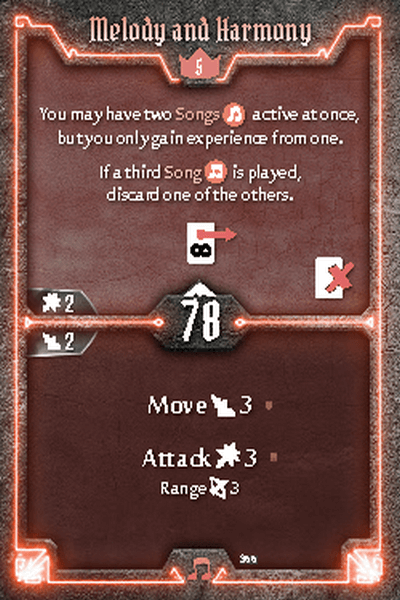 Melody and Harmony
5
You may have two Songs active at once,
but you only gain experience from one.
If a third Song is played,
discard one of the others.
8
2
78
2
Move 3
Attack 3
Range 3